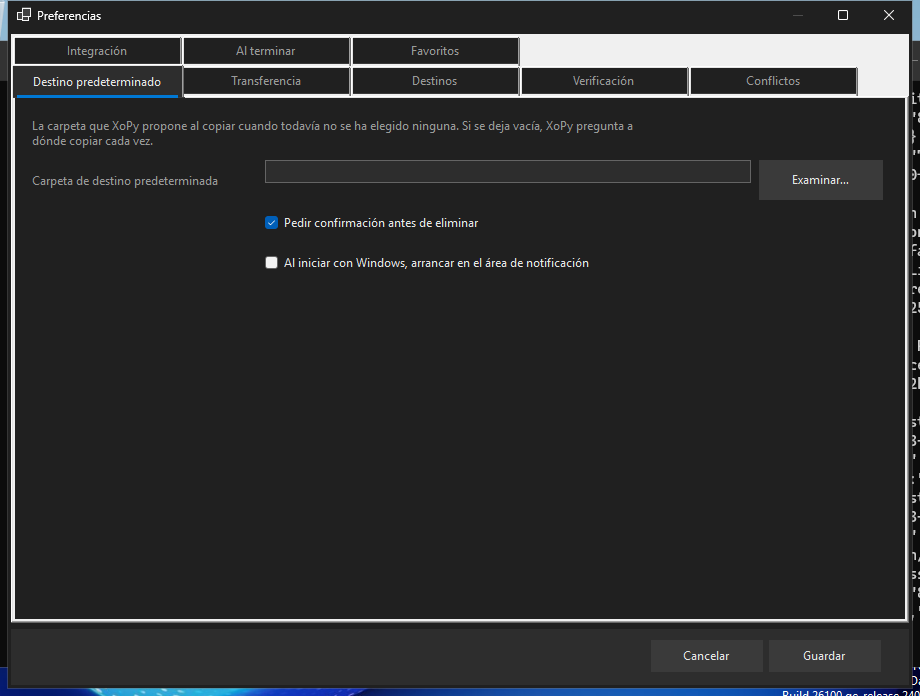 Preferencias
Integración
Al terminar
Favoritos
Destino predeterminado
Transferencia
Destinos
Verificación
Conflictos
La carpeta que XoPy propone al copiar cuando todavía no se ha elegido ninguna. Si se deja vacía, XoPy pregunta a
dónde copiar cada vez.
Carpeta de destino predeterminada
Examinar...
Pedir confirmación antes de eliminar
Al iniciar con Windows, arrancar en el área de notificación
Cancelar
Guardar